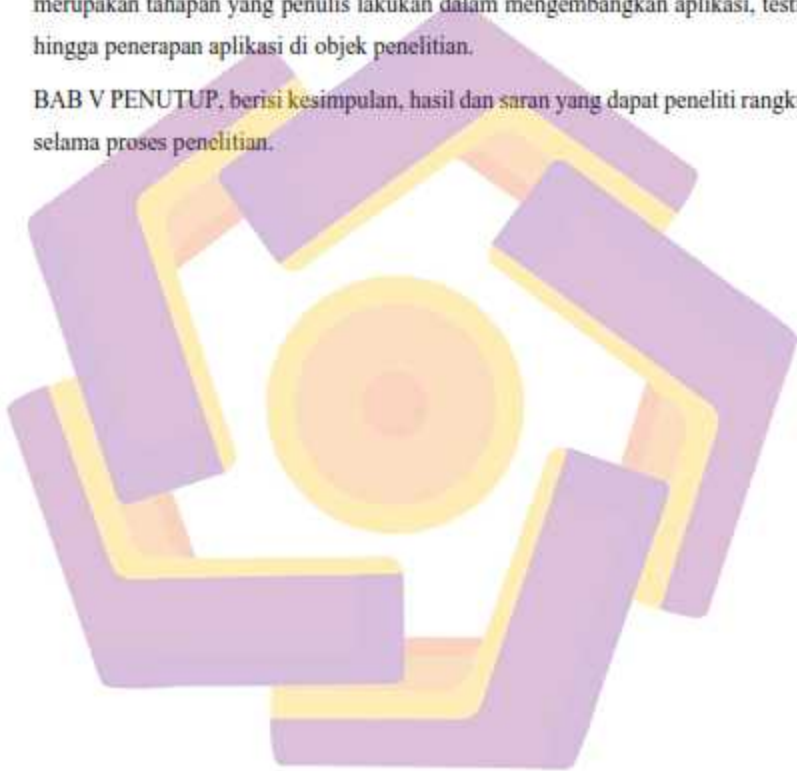 merupakan tahapan yang penulis lakukan dalam mengembangkan aplikasi, test
hingga penerapan aplikasi di objek penelitian.
BAB V PENUTUP, berisi kesimpulan, hasil dan saran yang dapat peneliti rangk
selama proses penelitian.